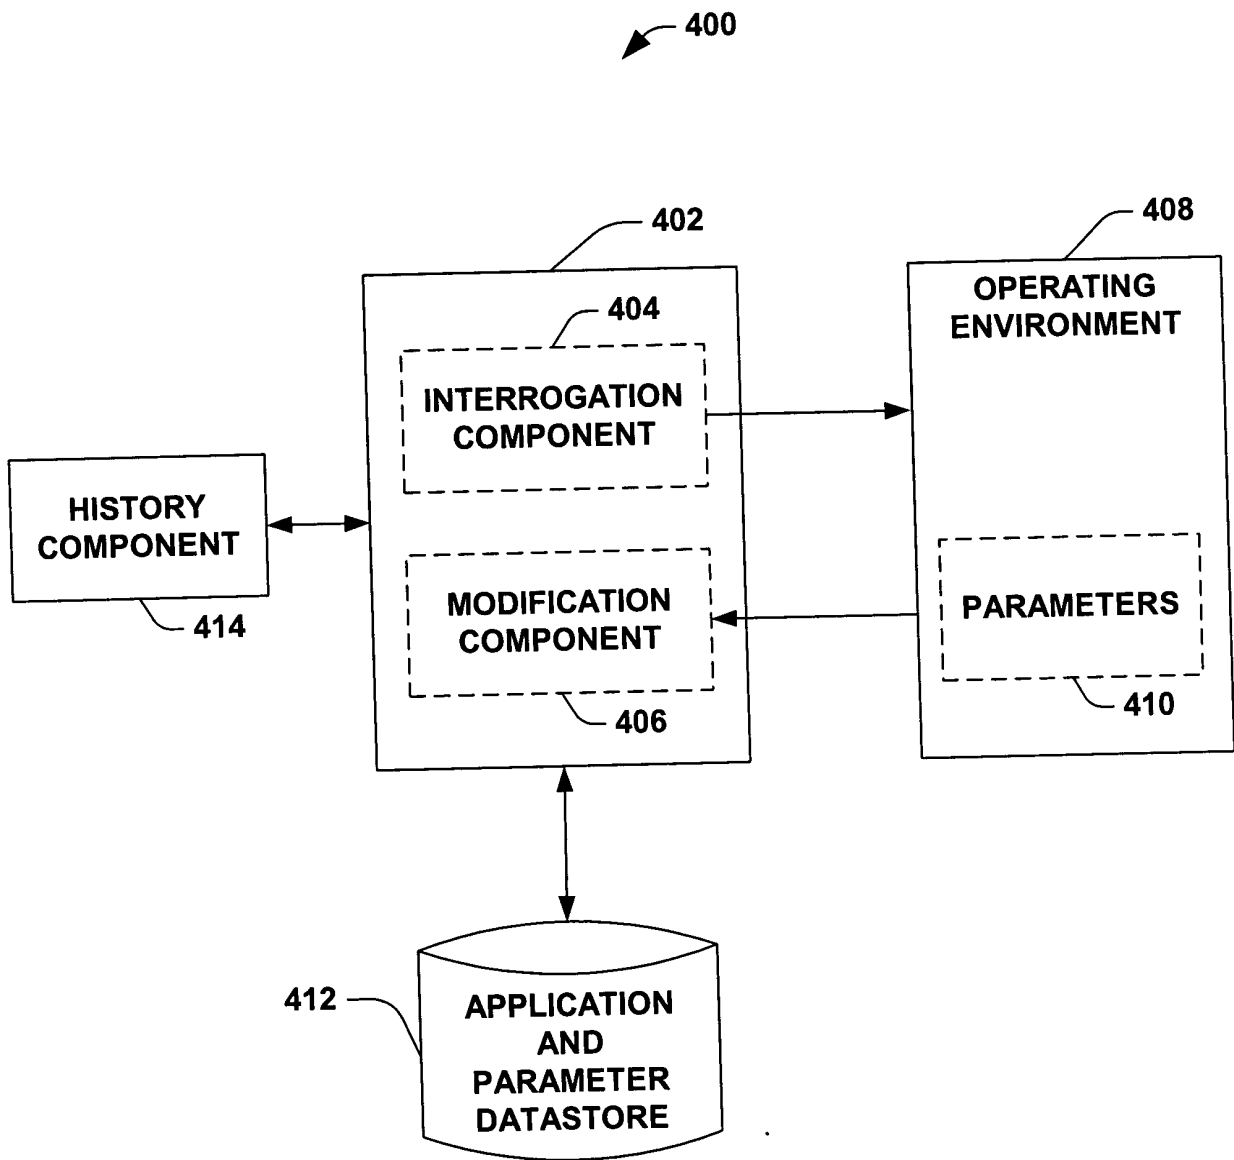 400
402
408
OPERATING
ENVIRONMENT
404
INTERROGATION
COMPONENT
HISTORY
COMPONENT
414
MODIFICATION
COMPONENT
406
PARAMETERS
410
412
APPLICATION
AND
PARAMETER
DATASTORE